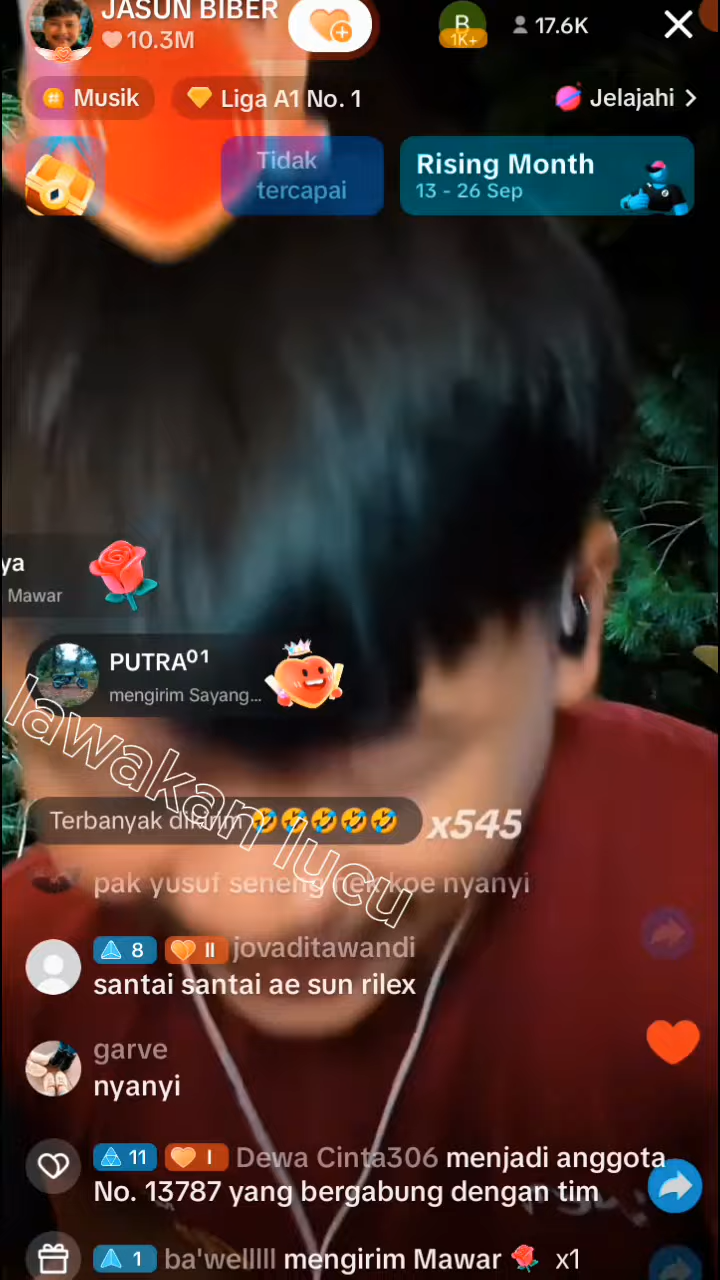 JASUN BIBER
10.3M
B
1K+
17.6K
Musik
Liga A1 No. 1
Jelajahi
Tidak
tercapai
Rising Month
13 - 26 Sep
ya
Mawar
PUTRA⁰¹
mengirim Sayang...
lawakan lucu
Terbanyak dikirim 🤣🤣🤣🤣🤣 x545
pak yusuf seneng nek koe nyanyi
8 II jovaditawandi
santai santai ae sun rilex
garve
nyanyi
11 I Dewa Cinta306 menjadi anggota
No. 13787 yang bergabung dengan tim
1 ba'wellllll mengirim Mawar 🌹 x1